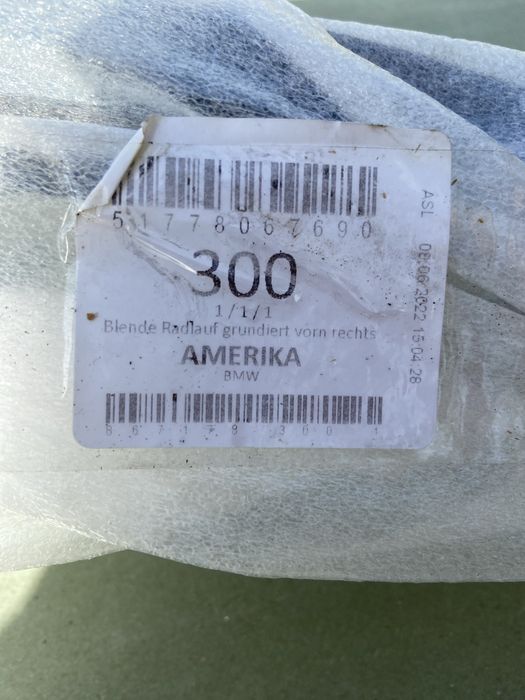 51778067690
300
1/1/1
Blende Radlauf grundiert vorn rechts
AMERIKA
BMW
ASL 08.06.2022 15:04:28